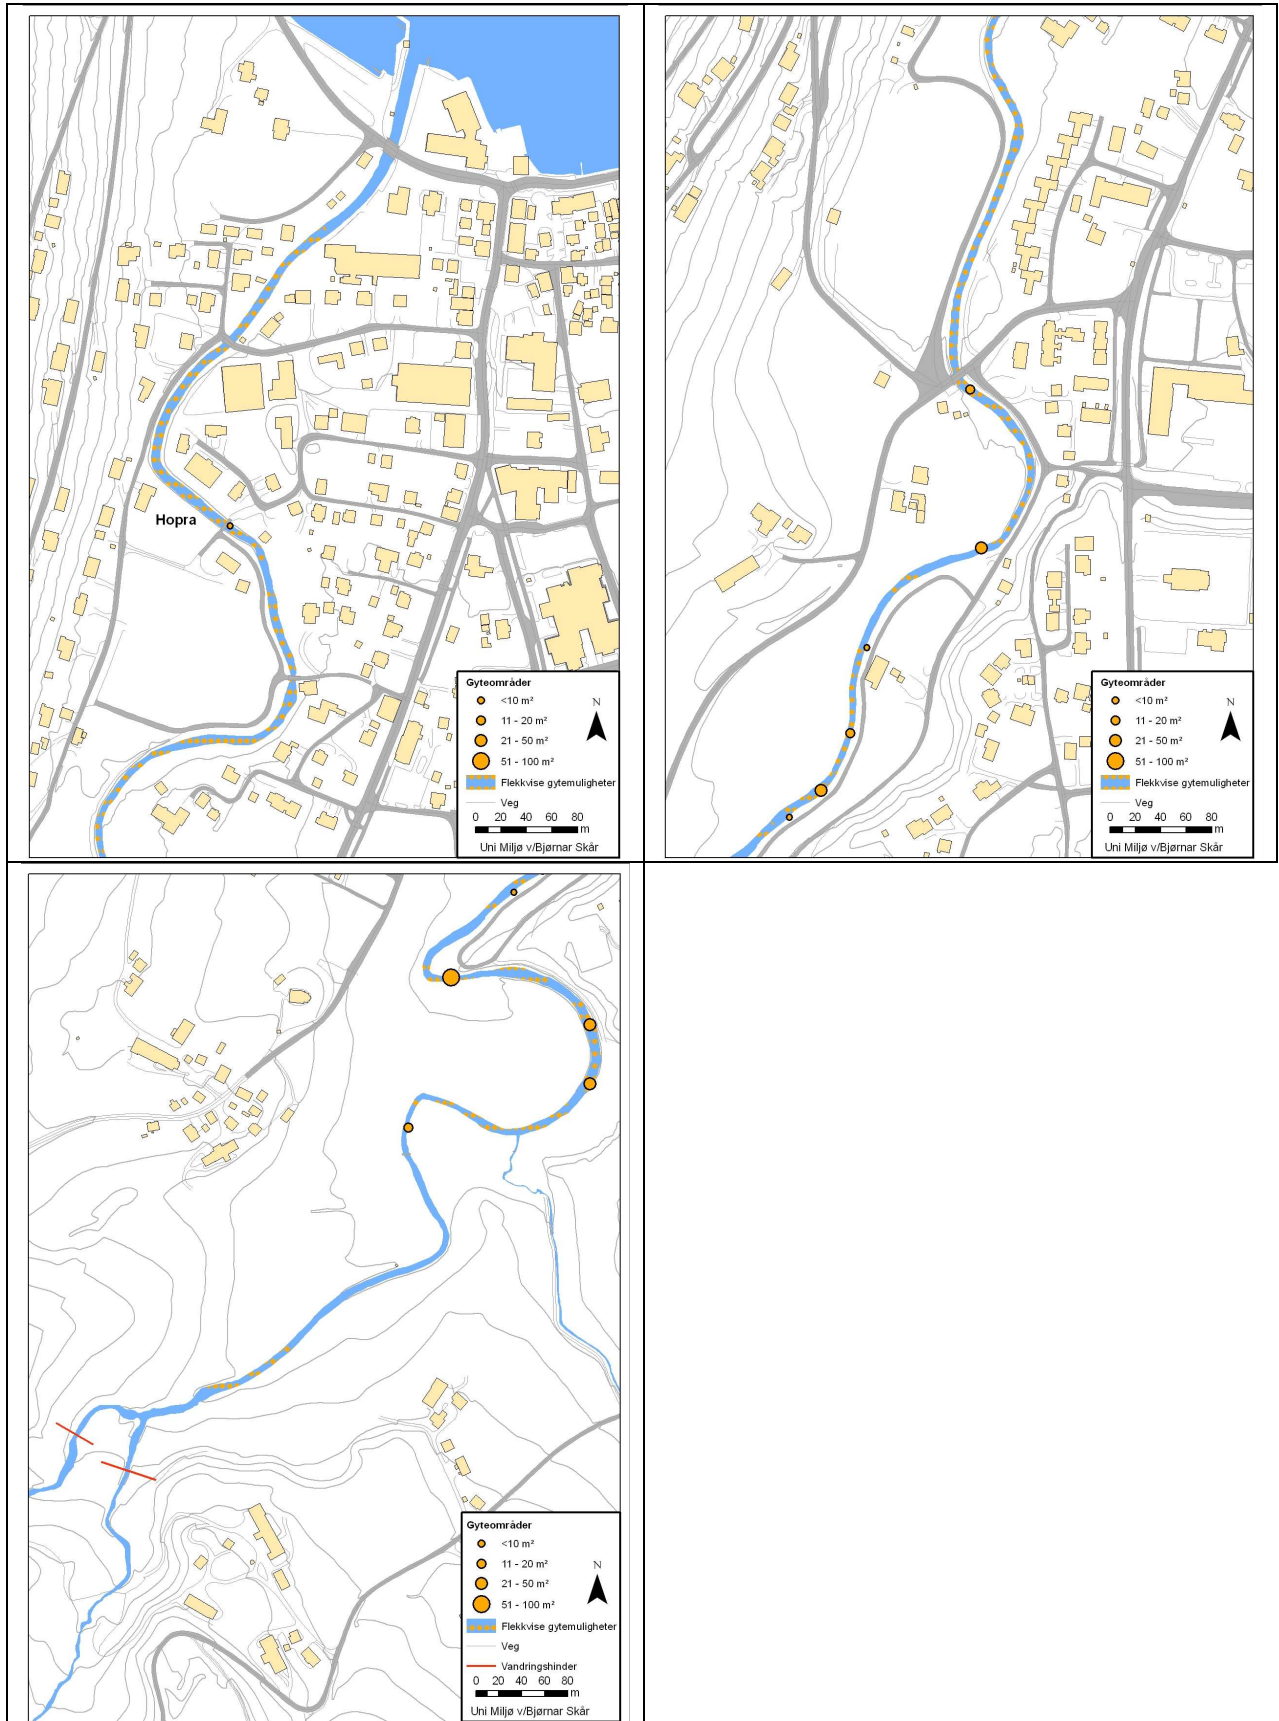 Hopra
Gyteområder
N
<10 m²
11 - 20 m²
21 - 50 m²
51 - 100 m²
Flekkvise gytemuligheter
Veg
0 20 40 60 80
m
Uni Miljø v/Bjørnar Skår
Gyteområder
N
<10 m²
11 - 20 m²
21 - 50 m²
51 - 100 m²
Flekkvise gytemuligheter
Veg
0 20 40 60 80
m
Uni Miljø v/Bjørnar Skår
Gyteområder
N
<10 m²
11 - 20 m²
21 - 50 m²
51 - 100 m²
Flekkvise gytemuligheter
Veg
Vandringshinder
0 20 40 60 80
m
Uni Miljø v/Bjørnar Skår